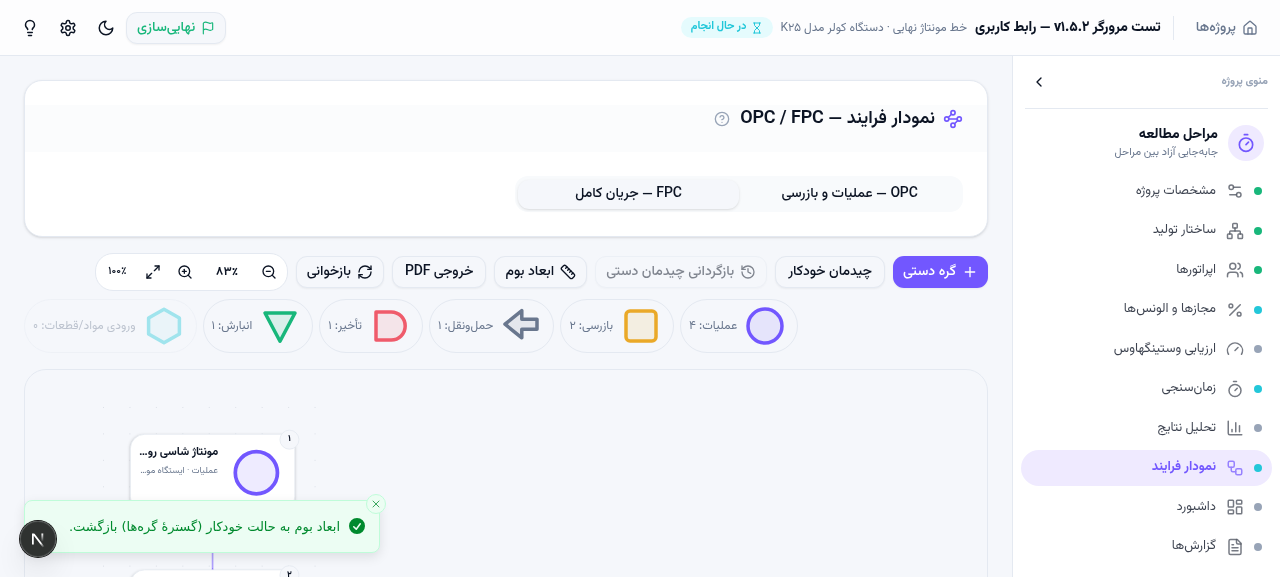 پروژه‌ها
تست مرورگر v۱.۵.۲ — رابط کاربری
خط مونتاژ نهایی · دستگاه کولر مدل K۲۵
در حال انجام
نهایی‌سازی
منوی پروژه
مراحل مطالعه
جابه‌جایی آزاد بین مراحل
مشخصات پروژه
ساختار تولید
اپراتورها
مجازها و الونس‌ها
ارزیابی وستینگهاوس
زمان‌سنجی
تحلیل نتایج
نمودار فرایند
داشبورد
گزارش‌ها
نمودار فرایند — OPC / FPC
OPC — عملیات و بازرسی
FPC — جریان کامل
گره دستی
چیدمان خودکار
بازگردانی چیدمان دستی
ابعاد بوم
خروجی PDF
بازخوانی
۸۳٪
۱۰۰٪
عملیات: ۴
بازرسی: ۲
حمل‌ونقل: ۱
تأخیر: ۱
انبارش: ۱
ورودی مواد/قطعات: ۰
۱
مونتاژ شاسی رو...
عملیات · ایستگاه مو...
ابعاد بوم به حالت خودکار (گسترهٔ گره‌ها) بازگشت.
N
۲